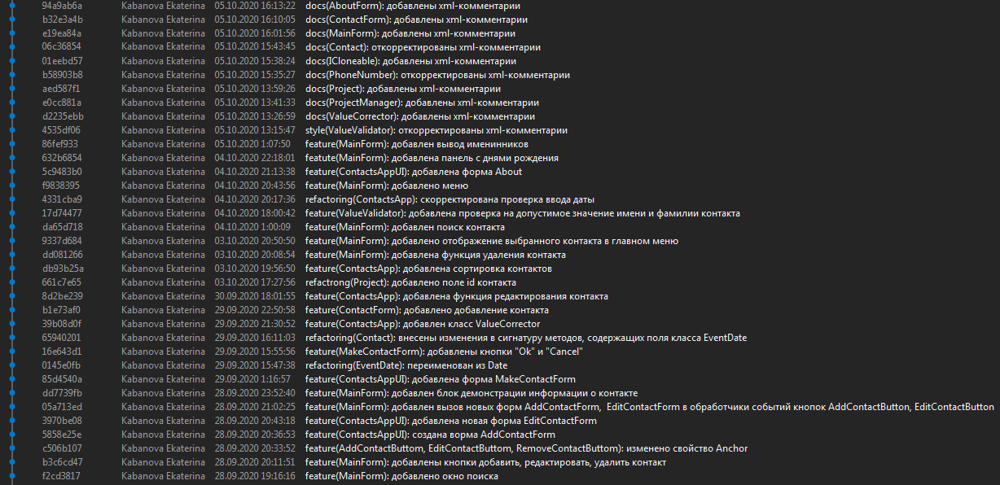 94a9ab6a Kabanova Ekaterina 05.10.2020 16:13:22 docs(AboutForm): добавлены xml-комментарии
b32e3a4b Kabanova Ekaterina 05.10.2020 16:10:05 docs(ContactForm): добавлены xml-комментарии
e19ea84a Kabanova Ekaterina 05.10.2020 16:01:56 docs(MainForm): добавлены xml-комментарии
06c36854 Kabanova Ekaterina 05.10.2020 15:43:45 docs(Contact): откорректированы xml-комментарии
01eebd57 Kabanova Ekaterina 05.10.2020 15:38:24 docs(ICloneable): добавлены xml-комментарии
b58903b8 Kabanova Ekaterina 05.10.2020 15:35:27 docs(PhoneNumber): откорректированы xml-комментарии
aed587f1 Kabanova Ekaterina 05.10.2020 13:59:26 docs(Project): добавлены xml-комментарии
e0cc881a Kabanova Ekaterina 05.10.2020 13:41:33 docs(ProjectManager): добавлены xml-комментарии
d2235ebb Kabanova Ekaterina 05.10.2020 13:26:59 docs(ValueCorrector): добавлены xml-комментарии
4535df06 Kabanova Ekaterina 05.10.2020 13:15:47 style(ValueValidator): откорректированы xml-комментарии
86fef933 Kabanova Ekaterina 05.10.2020 1:07:50 feature(MainForm): добавлен вывод именинников
632b6854 Kabanova Ekaterina 04.10.2020 22:18:01 feature(MainForm): добавлена панель с днями рождения
5c9483b0 Kabanova Ekaterina 04.10.2020 21:13:38 feature(ContactsAppUI): добавлена форма About
f9838395 Kabanova Ekaterina 04.10.2020 20:43:56 feature(MainForm): добавлено меню
4331cba9 Kabanova Ekaterina 04.10.2020 20:17:36 refactoring(ContactsApp): скорректирована проверка ввода даты
17d74477 Kabanova Ekaterina 04.10.2020 18:00:42 feature(ValueValidator): добавлена проверка на допустимое значение имени и фамилии контакта
da65d718 Kabanova Ekaterina 04.10.2020 1:00:09 feature(MainForm): добавлен поиск контакта
9337d684 Kabanova Ekaterina 03.10.2020 20:50:50 feature(MainForm): добавлено отображение выбранного контакта в главном меню
dd081266 Kabanova Ekaterina 03.10.2020 20:08:54 feature(MainForm): добавлена функция удаления контакта
db93b25a Kabanova Ekaterina 03.10.2020 19:56:50 feature(ContactsApp): добавлена сортировка контактов
661c7e65 Kabanova Ekaterina 03.10.2020 17:27:56 refactrong(Project): добавлено поле id контакта
8d2be239 Kabanova Ekaterina 30.09.2020 18:01:55 feature(ContactsApp): добавлена функция редактирования контакта
b1e73af0 Kabanova Ekaterina 29.09.2020 22:50:58 feature(ContactForm): добавлено добавление контакта
39b08d0f Kabanova Ekaterina 29.09.2020 21:30:52 feature(ContactsApp): добавлен класс ValueCorrector
65940201 Kabanova Ekaterina 29.09.2020 16:11:03 refactoring(Contact): внесены изменения в сигнатуру методов, содержащих поля класса EventDate
16e643d1 Kabanova Ekaterina 29.09.2020 15:55:56 feature(MakeContactForm): добавлены кнопки "Ok" и "Cancel"
0145e0fb Kabanova Ekaterina 29.09.2020 15:47:38 refactoring(EventDate): переименован из Date
85d4540a Kabanova Ekaterina 29.09.2020 1:16:57 feature(ContactsAppUI): добавлена форма MakeContactForm
dd7739fb Kabanova Ekaterina 28.09.2020 23:52:40 feature(MainForm): добавлен блок демонстрации информации о контакте
05a713ed Kabanova Ekaterina 28.09.2020 21:02:25 feature(MainForm): добавлен вызов новых форм AddContactForm, EditContactForm в обработчики событий кнопок AddContactButton, EditContactButton
3970be08 Kabanova Ekaterina 28.09.2020 20:43:18 feature(ContactsAppUI): добавлена новая форма EditContactForm
5858e25e Kabanova Ekaterina 28.09.2020 20:36:53 feature(ContactsAppUI): создана ворма AddContactForm
c506b107 Kabanova Ekaterina 28.09.2020 20:33:52 feature(AddContactButtom, EditContactButtom, RemoveContactButtom): изменено свойство Anchor
b3c6cd47 Kabanova Ekaterina 28.09.2020 20:11:51 feature(MainForm): добавлены кнопки добавить, редактировать, удалить контакт
f2cd3817 Kabanova Ekaterina 28.09.2020 19:16:16 feature(MainForm): добавлено окно поиска